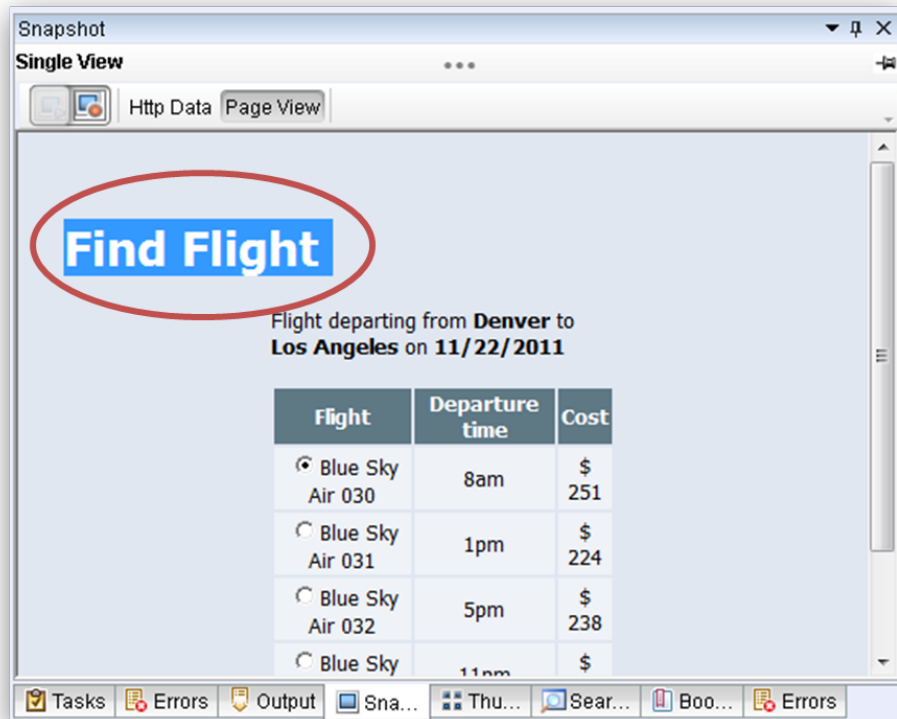 Snapshot
Single View
Http Data Page View
Find Flight
Flight departing from Denver to
Los Angeles on 11/22/2011
Flight Departure time Cost
Blue Sky Air 030 8am $ 251
Blue Sky Air 031 1pm $ 224
Blue Sky Air 032 5pm $ 238
Blue Sky 11pm $
Tasks Errors Output Sna... Thu... Sear... Boo... Errors